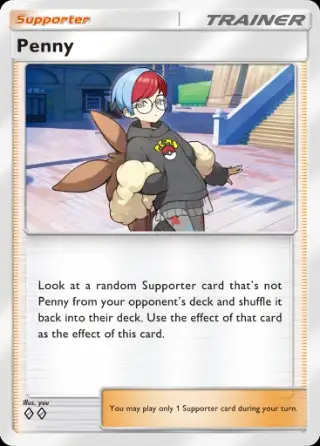 Supporter
TRAINER
Penny
Look at a random Supporter card that's not
Penny from your opponent's deck and shuffle it
back into their deck. Use the effect of that card
as the effect of this card.
Illus. you
You may play only 1 Supporter card during your turn.